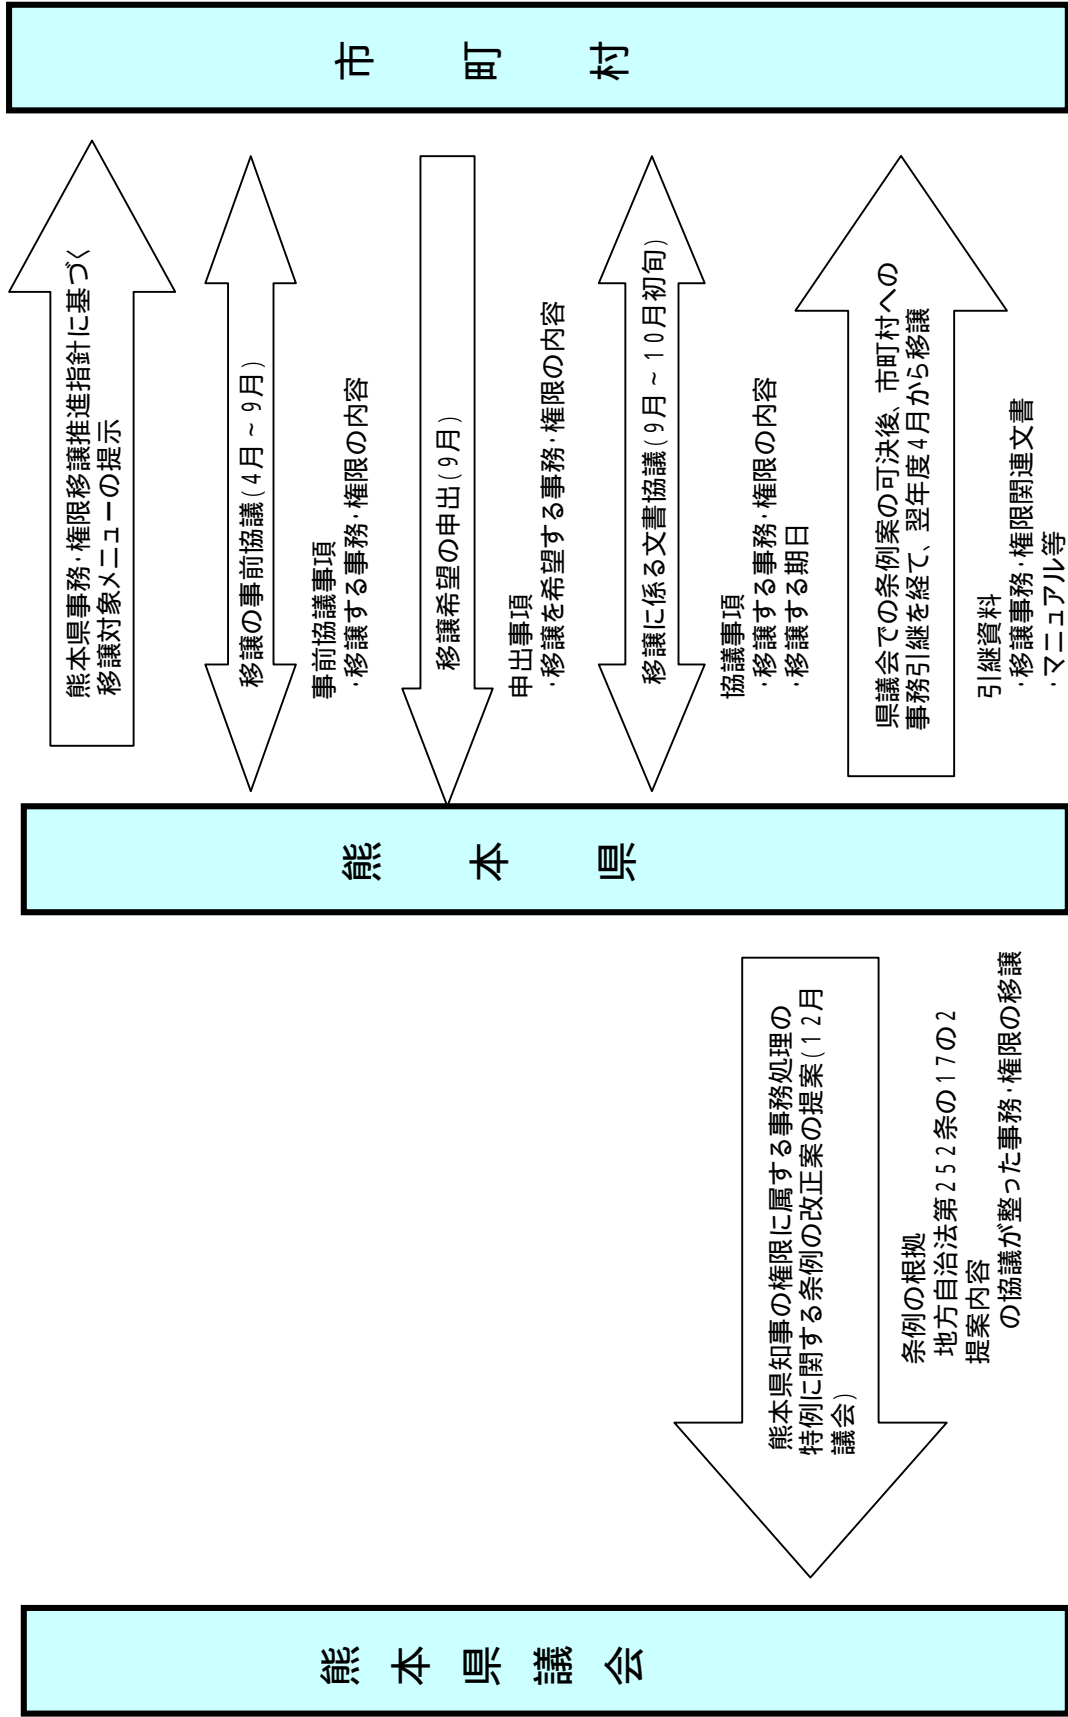 熊本県議会
熊本県
市町村
熊本県事務・権限移譲推進指針に基づく
移譲対象メニューの提示
移譲の事前協議(4月~9月)
事前協議事項
・移譲する事務・権限の内容
移譲希望の申出(9月)
申出事項
・移譲を希望する事務・権限の内容
移譲に係る文書協議(9月~10月初旬)
協議事項
・移譲する事務・権限の内容
・移譲する期日
熊本県知事の権限に属する事務処理の
特例に関する条例の改正案の提案(12月
議会)
条例の根拠
地方自治法第252条の17の2
提案内容
の協議が整った事務・権限の移譲
県議会での条例案の可決後、市町村への
事務引継を経て、翌年度4月から移譲
引継資料
・移譲事務・権限関連文書
・マニュアル等